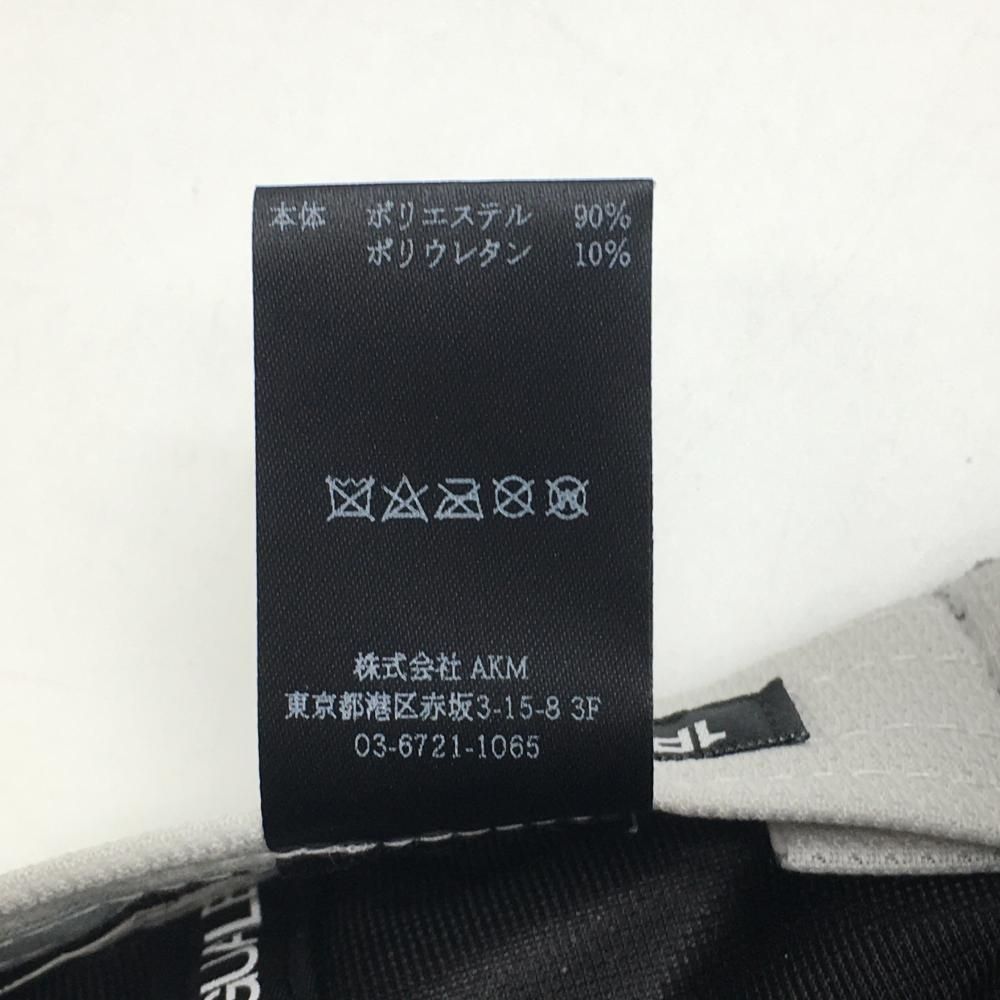 本体 ポリエステル 90%
ポリウレタン 10%
株式会社 AKM
東京都港区赤坂3-15-8 3F
03-6721-1065